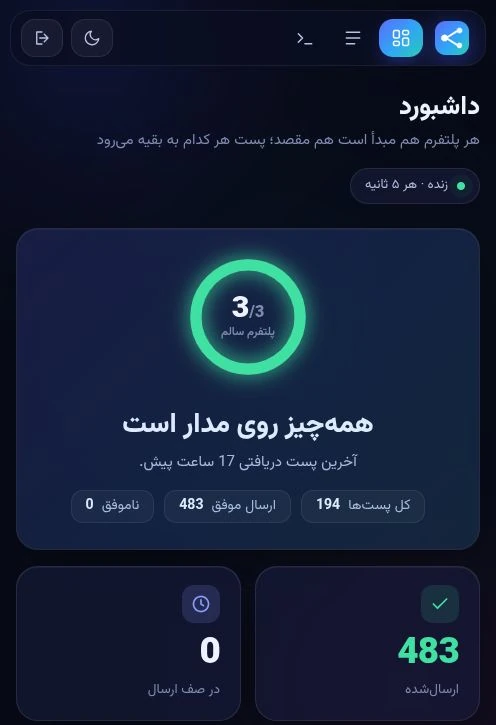 داشبورد
هر پلتفرم هم مبدأ است هم مقصد؛ پست هر کدام به بقیه می‌رود
زنده · هر ۵ ثانیه
3/3
پلتفرم سالم
همه‌چیز روی مدار است
آخرین پست دریافتی 17 ساعت پیش.
کل پست‌ها 194
ارسال موفق 483
ناموفق 0
483
ارسال‌شده
0
در صف ارسال